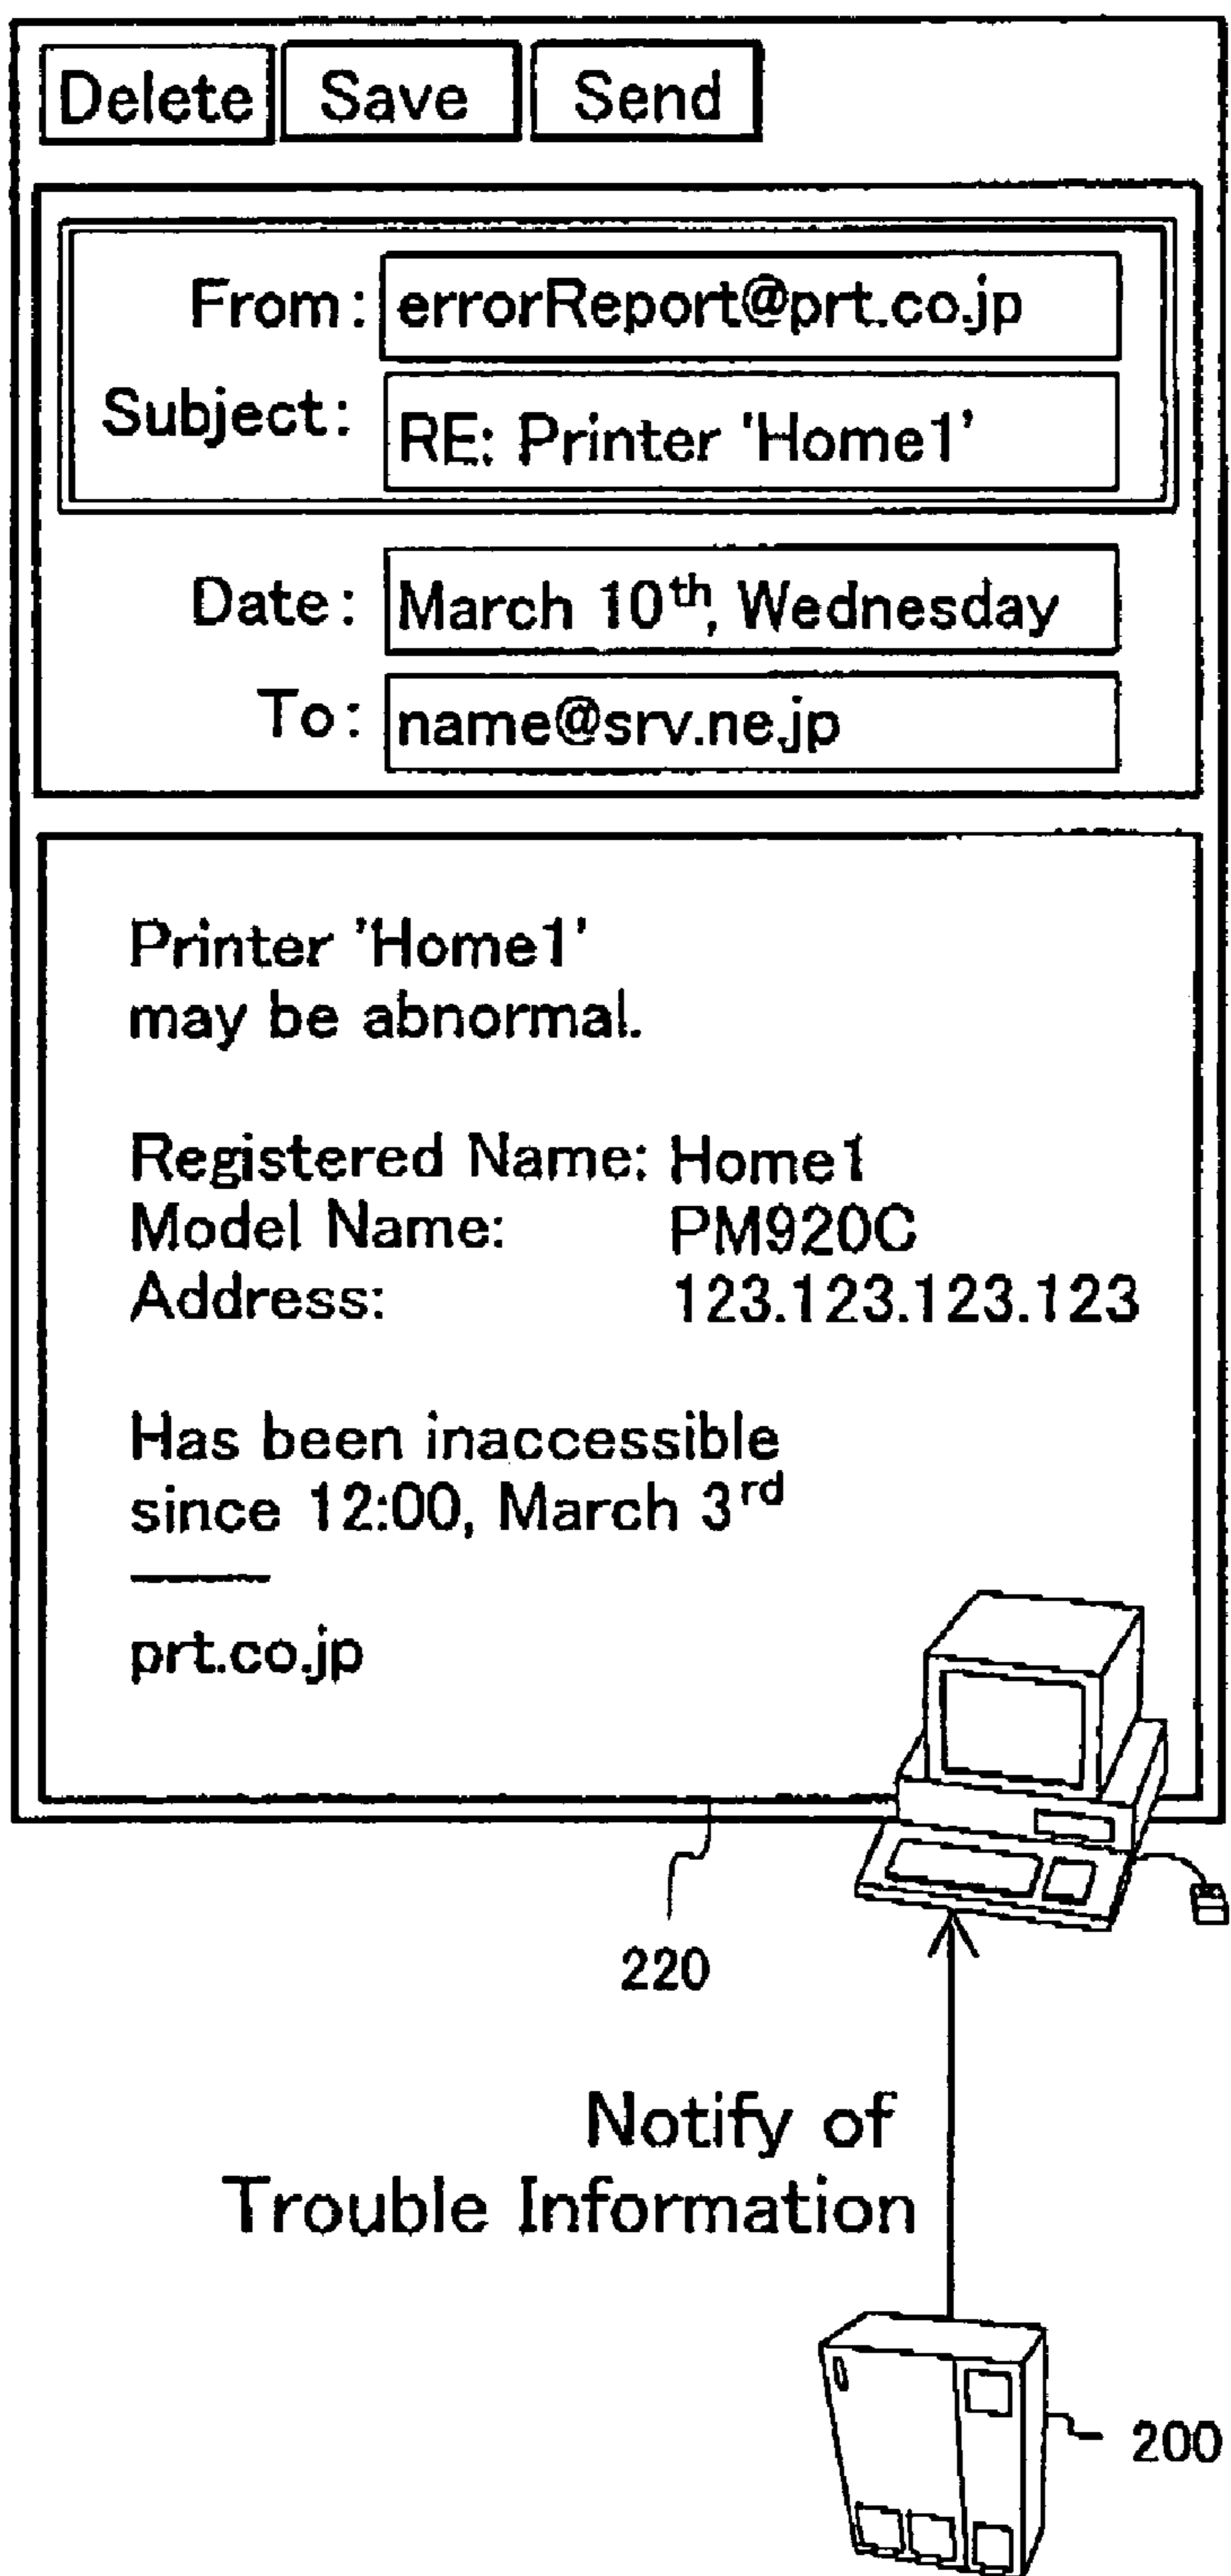 Delete Save Send
From: errorReport@prt.co.jp
Subject: RE: Printer 'Home1'
Date: March 10th, Wednesday
To: name@srv.ne.jp
Printer 'Home1'
may be abnormal.
Registered Name: Home1
Model Name: PM920C
Address: 123.123.123.123
Has been inaccessible
since 12:00, March 3rd
prt.co.jp
220
Notify of
Trouble Information
200